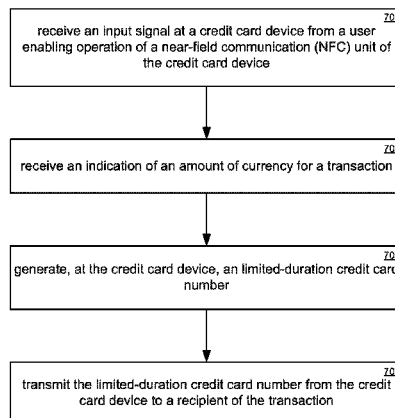 70
receive an input signal at a credit card device from a user
enabling operation of a near-field communication (NFC) unit of
the credit card device
70
receive an indication of an amount of currency for a transaction
70
generate, at the credit card device, an limited-duration credit card
number
70
transmit the limited-duration credit card number from the credit
card device to a recipient of the transaction